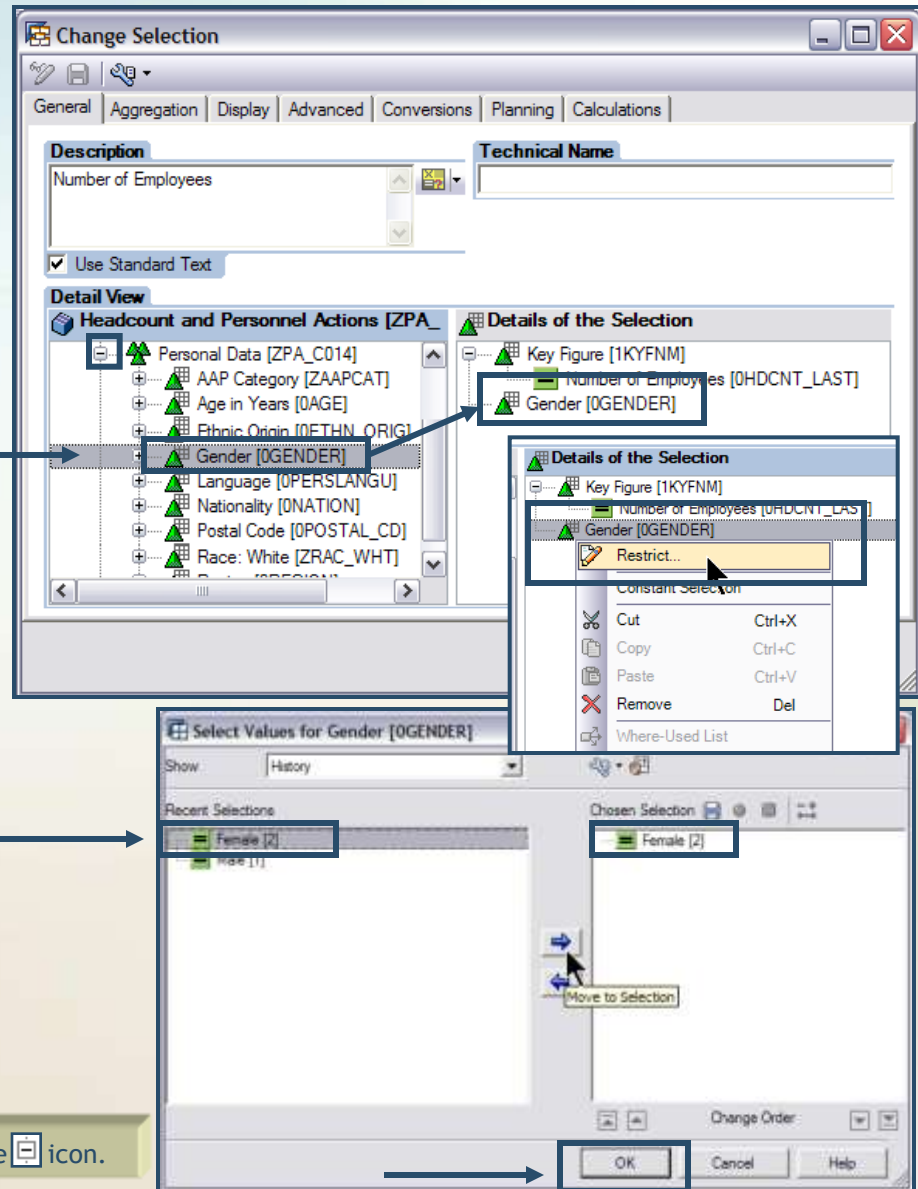 Change Selection
General Aggregation Display Advanced Conversions Planning Calculations
Description
Technical Name
Number of Employees
Use Standard Text
Detail View
Headcount and Personnel Actions [ZPA_
Personal Data [ZPA_C014]
AAP Category [ZAAPCAT]
Age in Years [0AGE]
Ethnic Origin [0ETHN_ORIG]
Gender [0GENDER]
Language [0PERSLANGU]
Nationality [0NATION]
Postal Code [0POSTAL_CD]
Race: White [ZRAC_WHT]
Details of the Selection
Key Figure [1KYFNM]
Number of Employees [0HDCNT_LAST]
Gender [0GENDER]
Details of the Selection
Key Figure [1KYFNM]
Number of Employees [0HDCNT_LAST]
Gender [0GENDER]
Restrict...
Constant Selection
Cut Ctrl+X
Copy Ctrl+C
Paste Ctrl+V
Remove Del
Where-Used List
Select Values for Gender [0GENDER]
Show History
Recent Selections
Female [2]
Male [1]
Chosen Selection
Female [2]
Move to Selection
Change Order
OK Cancel Help
icon.